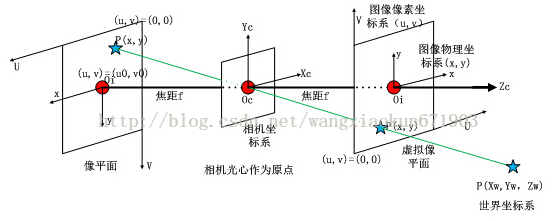 (u,v)=(0,0)
P(x,y)
U
(u,v)=(u0,v0)
Oi
x
y
V
像平面
焦距f
Yc
Xc
Oc
相机坐
标系
相机光心作为原点
焦距f
V
图像像素坐
标系(u,v)
y
图像物理坐
标系(x,y)
x
Oi
Zc
P(x,y)
U
(u,v)=(0,0)
虚拟像
平面
P(Xw,Yw, Zw)
世界坐标系
http://blog.csdn.net/wangxiaokun671903